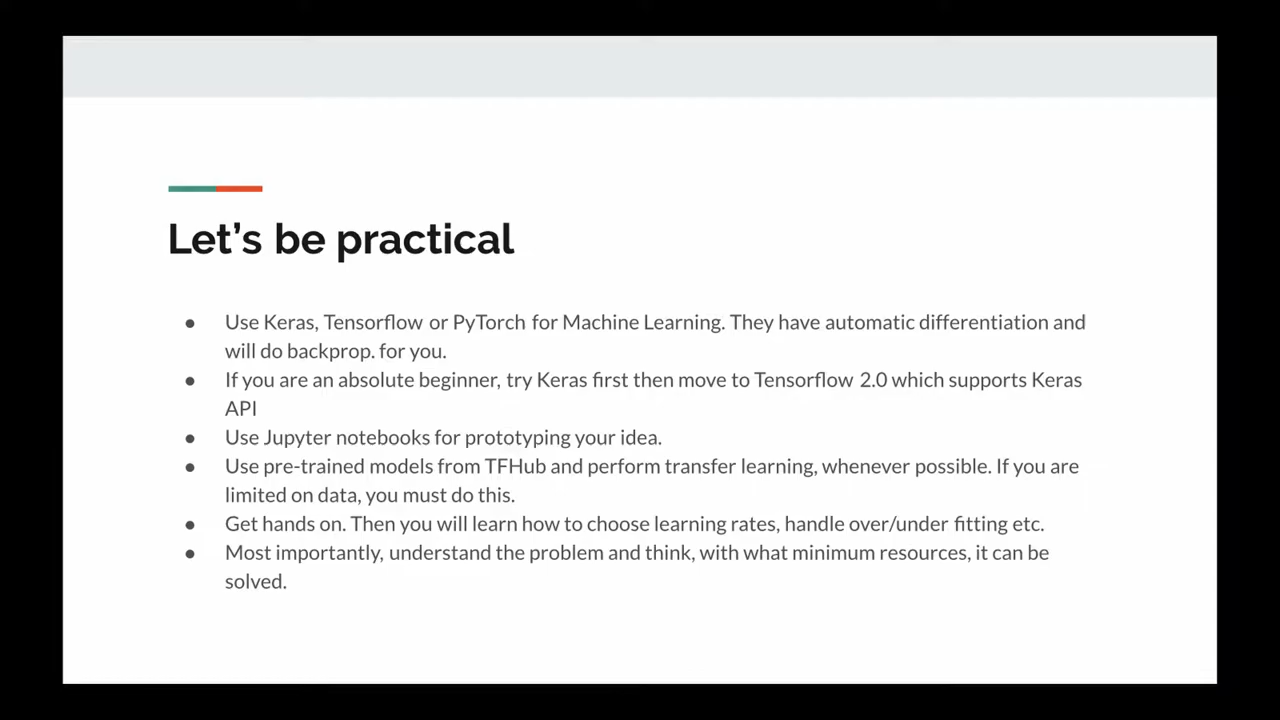 Let's be practical
● Use Keras, Tensorflow or PyTorch for Machine Learning. They have automatic differentiation and
will do backprop. for you.
● If you are an absolute beginner, try Keras first then move to Tensorflow 2.0 which supports Keras
API
● Use Jupyter notebooks for prototyping your idea.
● Use pre-trained models from TFHub and perform transfer learning, whenever possible. If you are
limited on data, you must do this.
● Get hands on. Then you will learn how to choose learning rates, handle over/under fitting etc.
● Most importantly, understand the problem and think, with what minimum resources, it can be
solved.